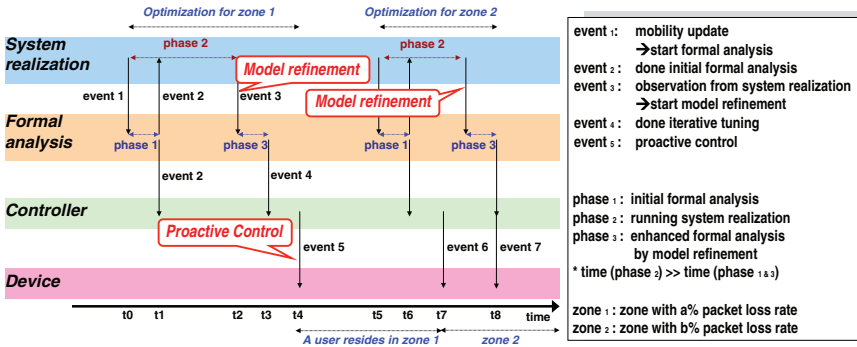 Optimization for zone 1
Optimization for zone 2
System
realization
phase 2
phase 2
Model refinement
Model refinement
event 1
event 2
event 3
Formal
analysis
phase 1
phase 3
phase 1
phase 3
event 2
event 4
Controller
Proactive Control
event 5
event 6
event 7
Device
t0
t1
t2
t3
t4
t5
t6
t7
t8
time
A user resides in zone 1
zone 2
event 1: mobility update
→start formal analysis
event 2 : done initial formal analysis
event 3 : observation from system realization
→start model refinement
event 4 : done iterative tuning
event 5 : proactive control
phase 1 : initial formal analysis
phase 2 : running system realization
phase 3 : enhanced formal analysis
by model refinement
* time (phase 2) >> time (phase 1 & 3)
zone 1 : zone with a% packet loss rate
zone 2 : zone with b% packet loss rate